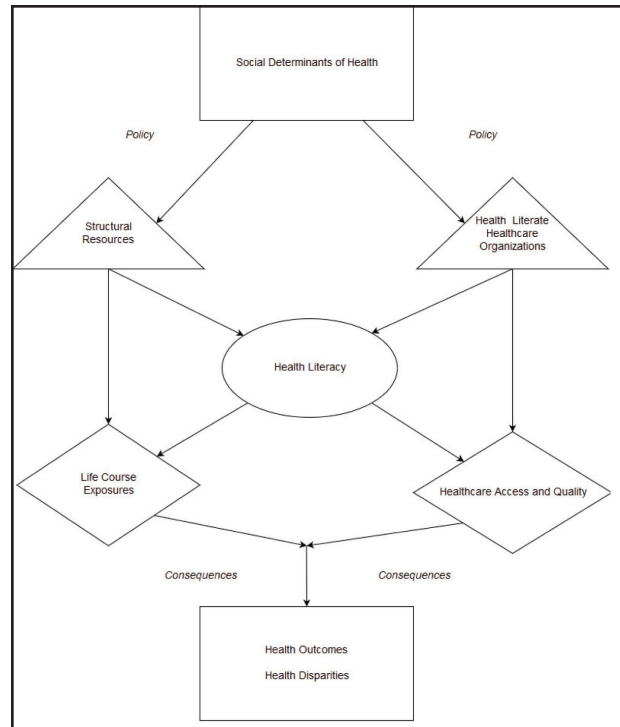 Social Determinants of Health
Policy
Policy
Structural
Resources
Health Literate
Healthcare
Organizations
Health Literacy
Life Course
Exposures
Healthcare Access and Quality
Consequences
Consequences
Health Outcomes
Health Disparities